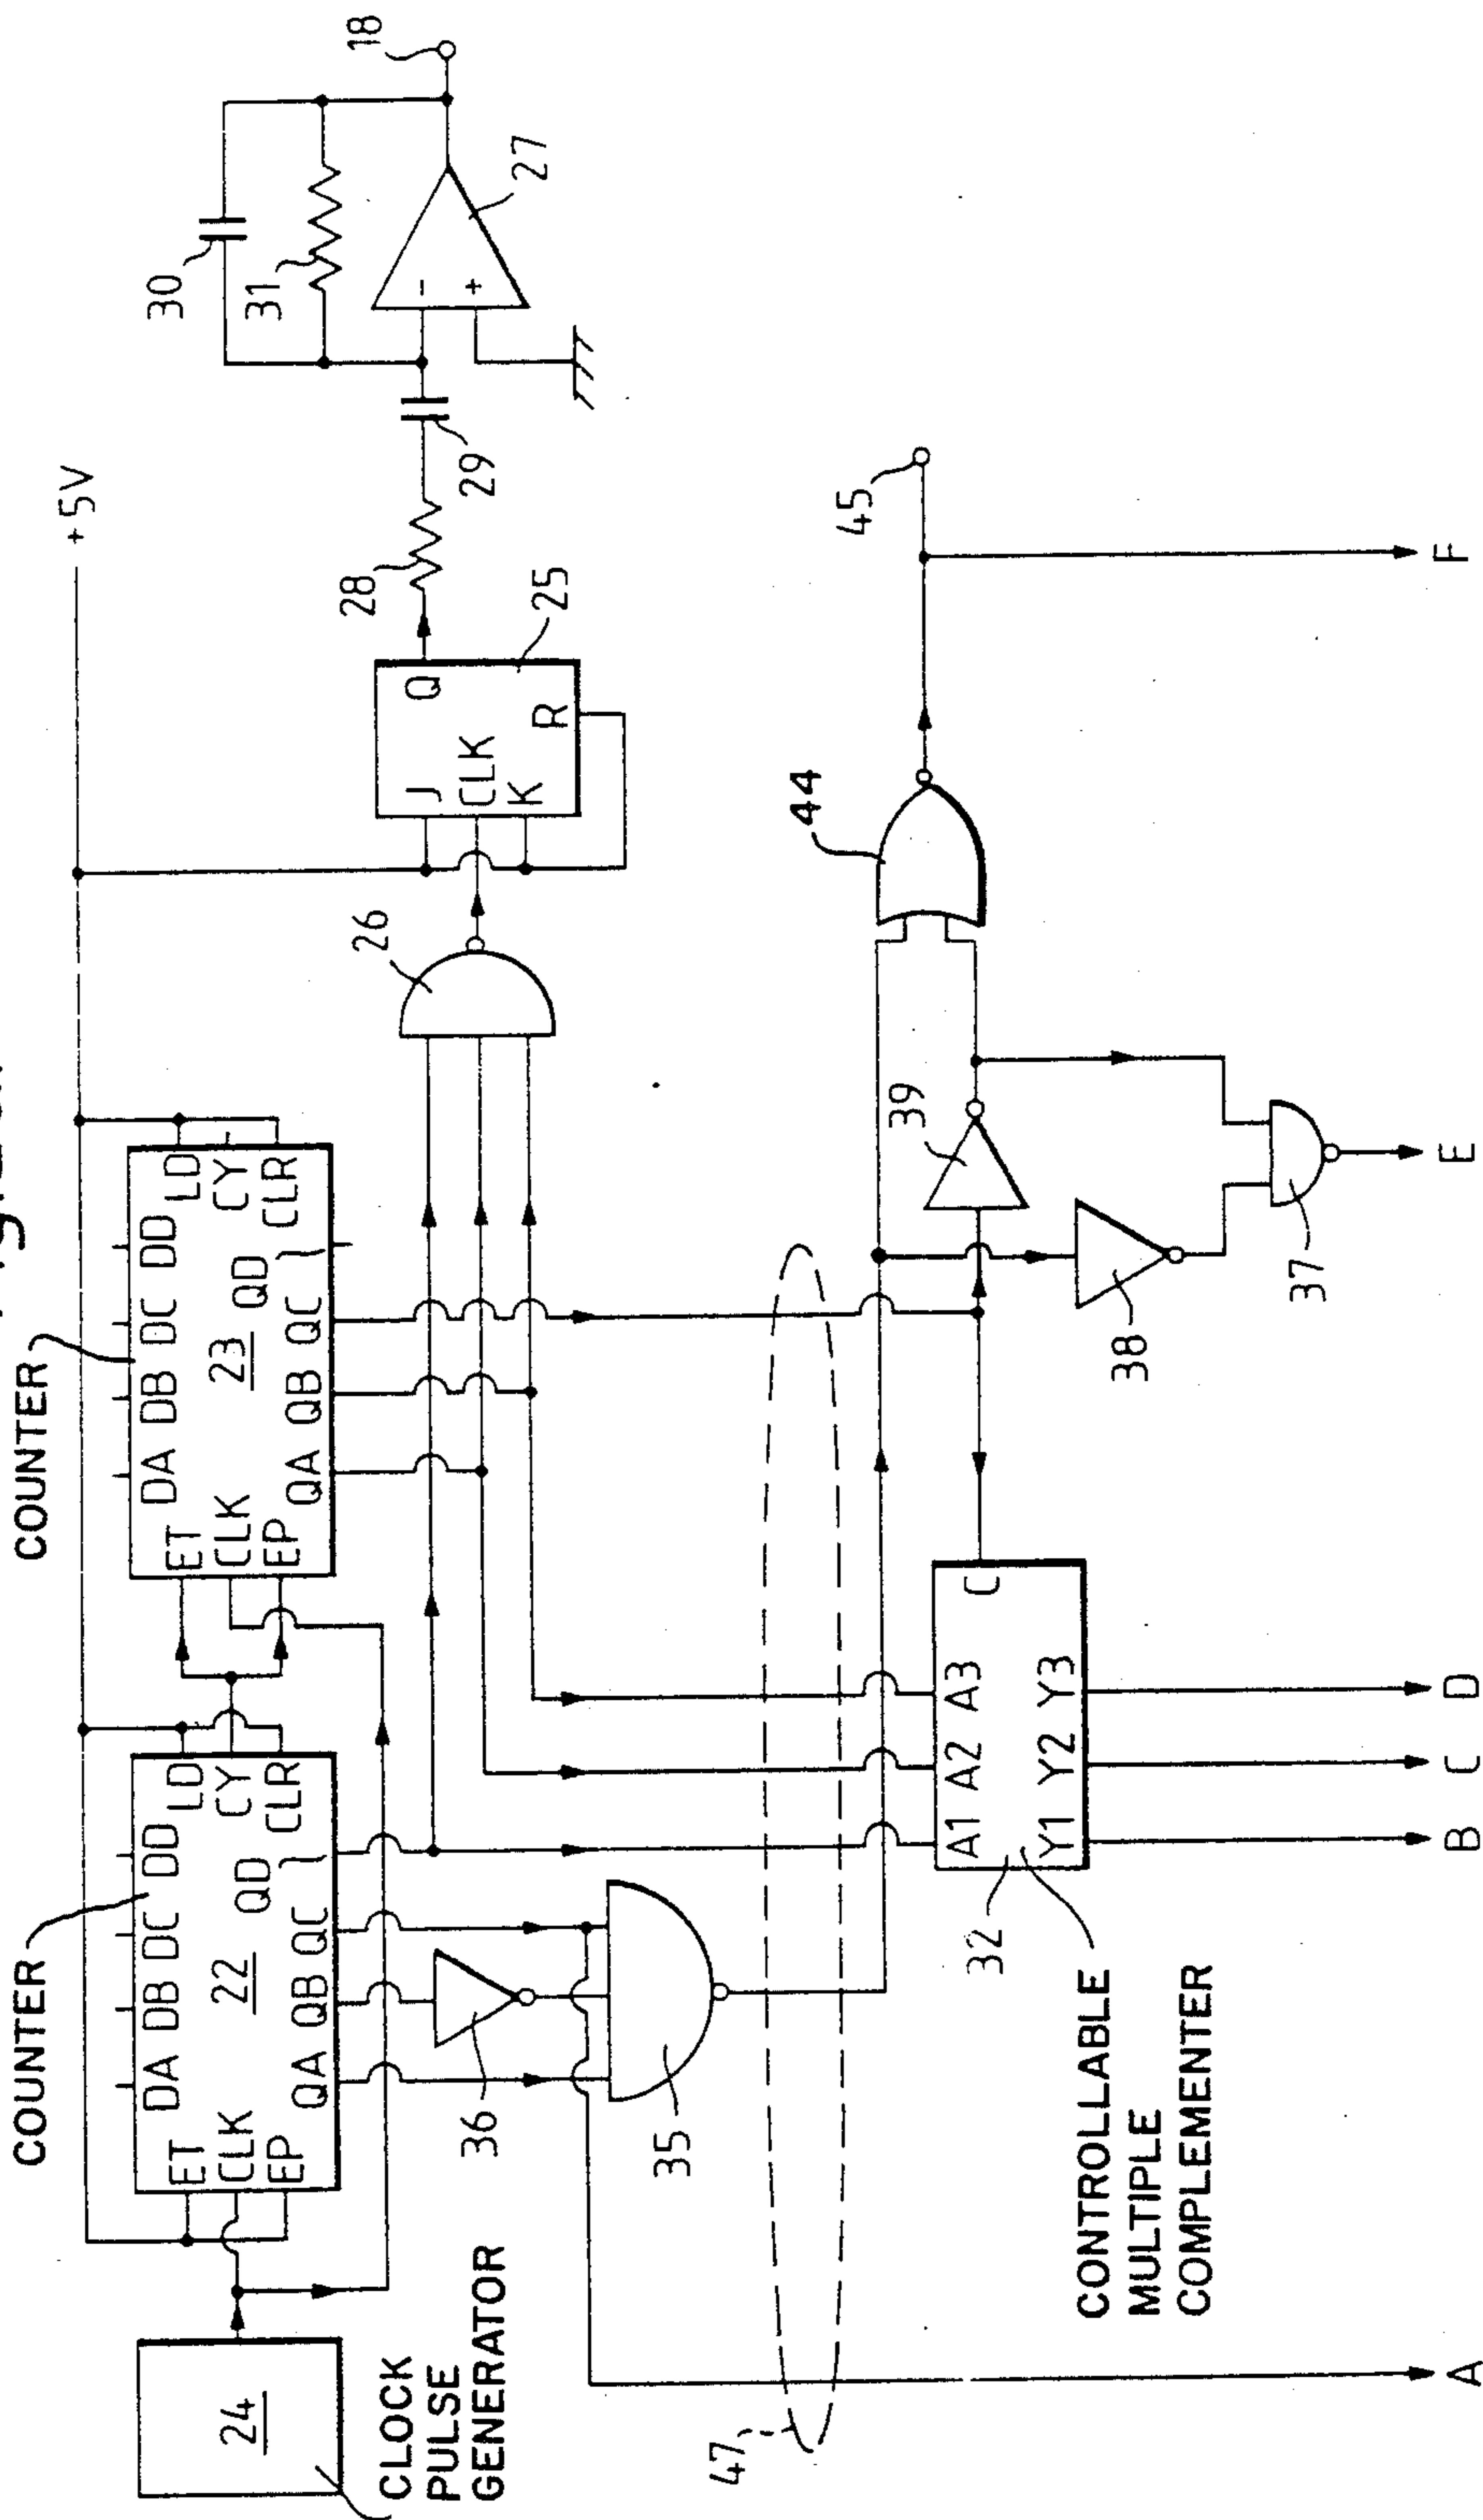 COUNTER
COUNTER
+5V
24
CLOCK
PULSE
GENERATOR
DA DB DC DD
ET
CLK
EP
22
QD
LD
CY
CLR
QA QB QC
DA DB DC DD
ET
CLK
EP
23
QD
LD
CY
CLR
QA QB QC
26
J
CLK
K
Q
R
25
28
29
30
31
-
+
27
18
36
35
47
32
A1 A2 A3
C
Y1 Y2 Y3
CONTROLLABLE
MULTIPLE
COMPLEMENTER
38
39
37
44
45
A
B
C
D
E
F